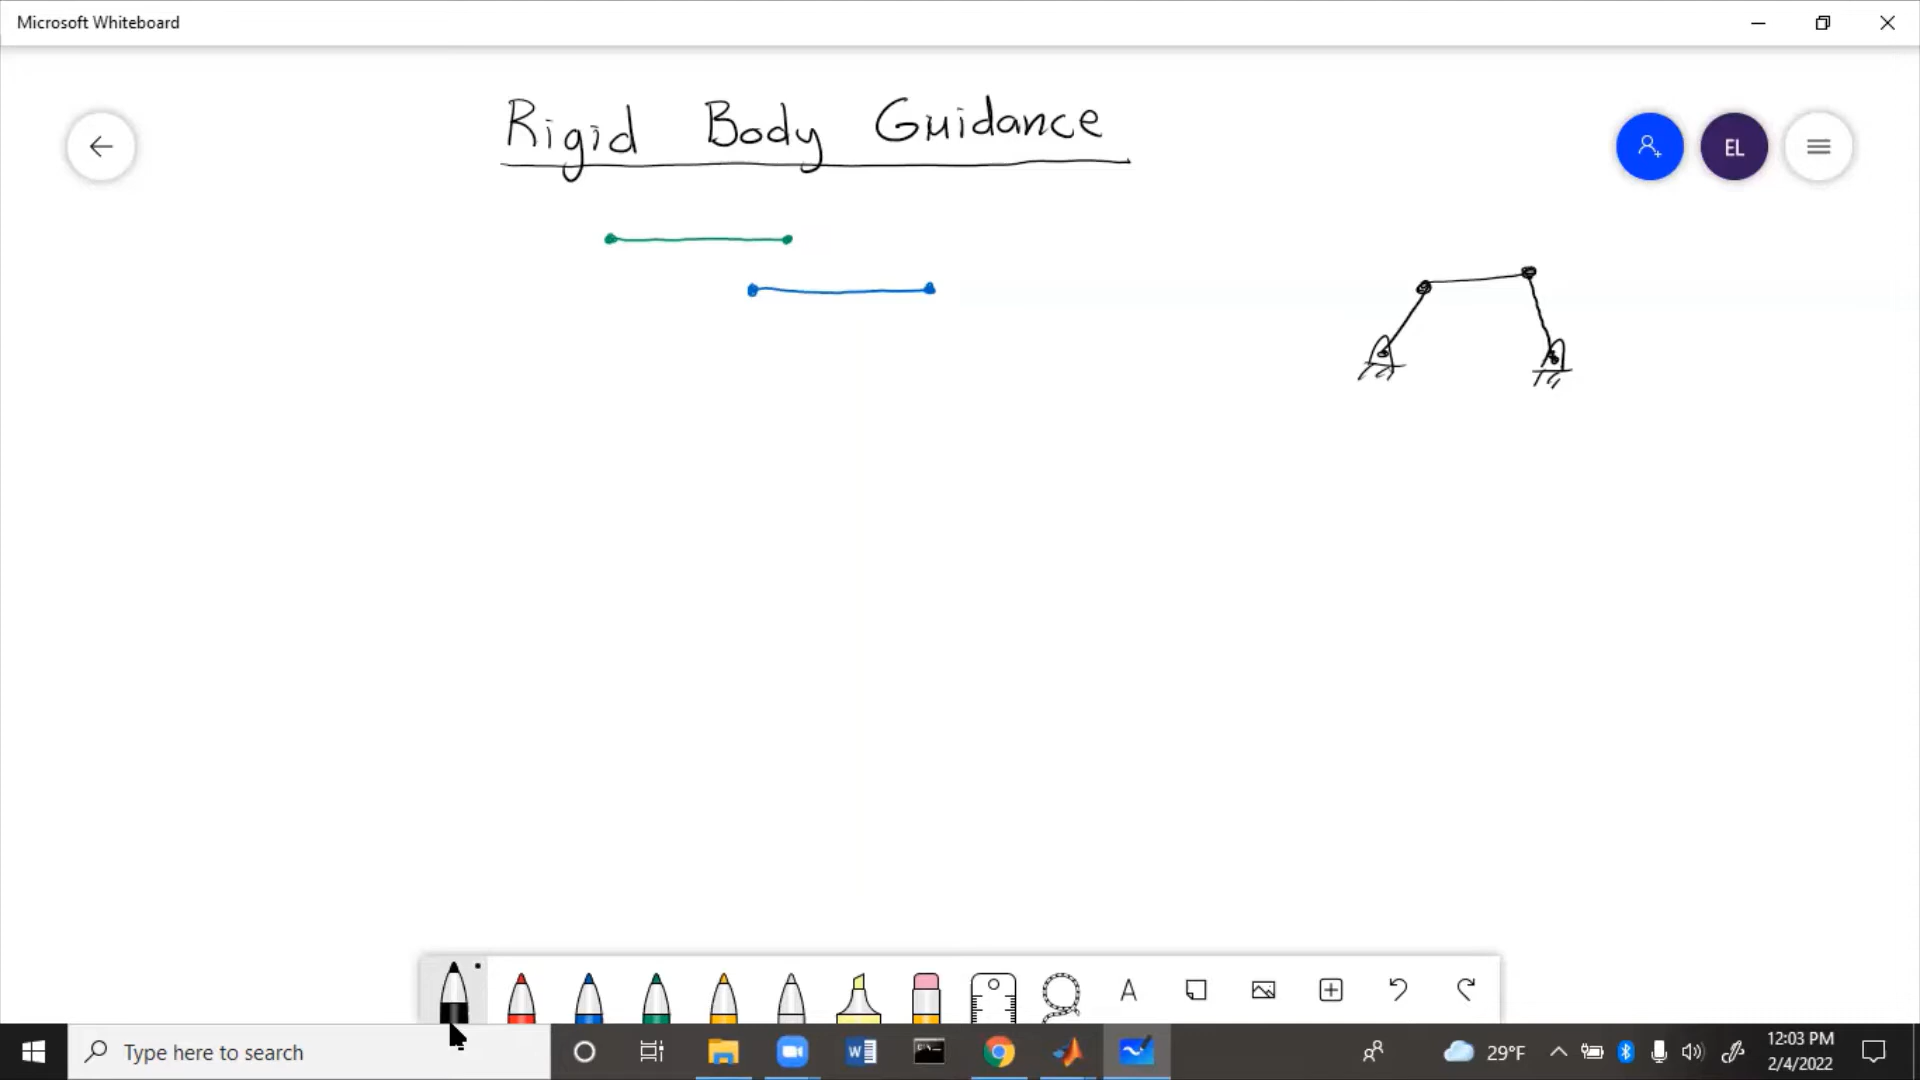 Microsoft Whiteboard
Rigid Body Guidance
EL
A
Type here to search
29°F
12:03 PM
2/4/2022